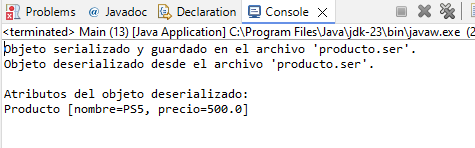 Problems @ Javadoc Declaration Console
<terminated> Main (13) [Java Application] C:\Program Files\Java\jdk-23\bin\javaw.exe (
Objeto serializado y guardado en el archivo 'producto.ser'.
Objeto deserializado desde el archivo 'producto.ser'.
Atributos del objeto deserializado:
Producto [nombre=PS5, precio=500.0]